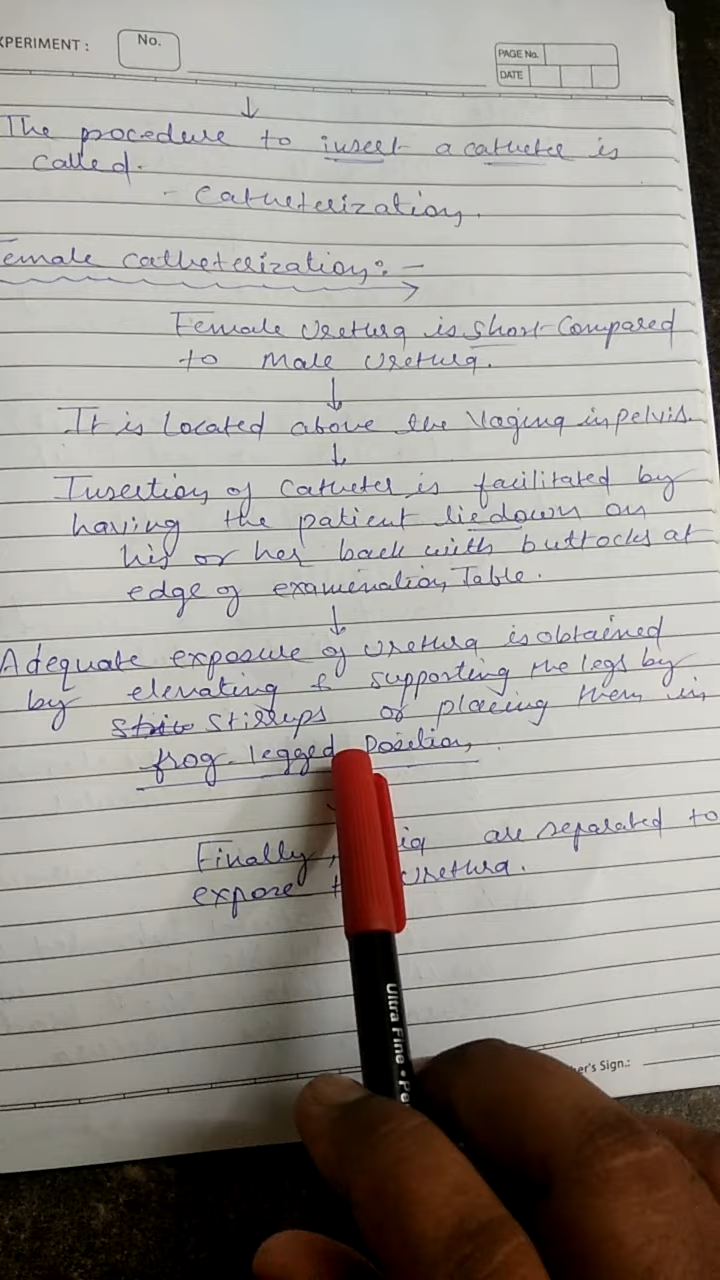 XPERIMENT :
No.
PAGE No.
DATE
↓
The procedure to insert a catheter is
called.
- Catheterization.
emale catheterization: -
Female Urethra is short compared
to Male Urethra.
↓
It is located above the Vagina in pelvis.
↓
Insertion of catheter is facilitated by
having the patient lie down on
his or her back with buttocks at
edge of examination Table.
↓
Adequate exposure of urethra is obtained
by elevating & supporting the legs by
stirrups or placing them in
frog-legged Position.
Finally, are separated to
expose urethra.
Ultra Fine • Pe
er's Sign.: